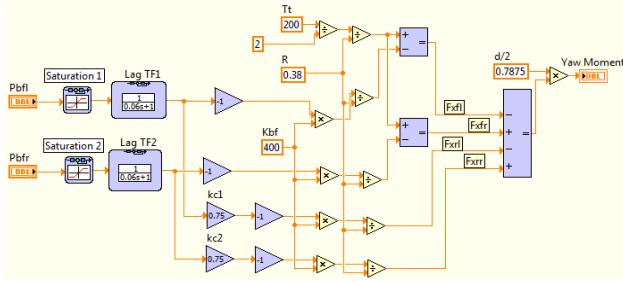 Tt
200
2
R
0.38
d/2
0.7875
Yaw Moment
DBL
Saturation 1
Lag TF1
Pbfl
DBL
1
0.06s+1
-1
Fxfl
Kbf
400
Fxfr
Saturation 2
Lag TF2
Pbfr
DBL
1
0.06s+1
-1
Fxrl
Fxrr
kc1
0.75
-1
kc2
0.75
-1